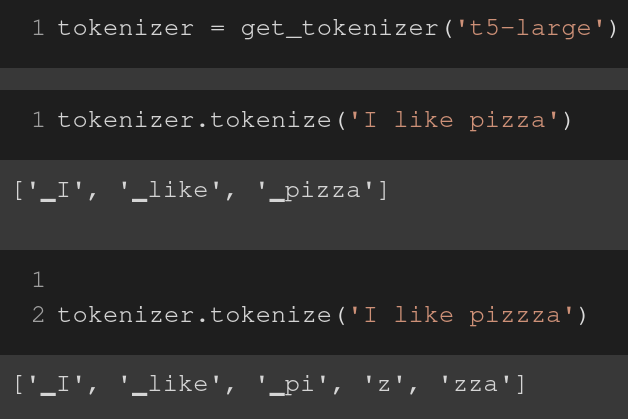 1 tokenizer = get_tokenizer('t5-large')
1 tokenizer.tokenize('I like pizza')
['▁I', '▁like', '▁pizza']
1
2 tokenizer.tokenize('I like pizzza')
['▁I', '▁like', '▁pi', 'z', 'zza']